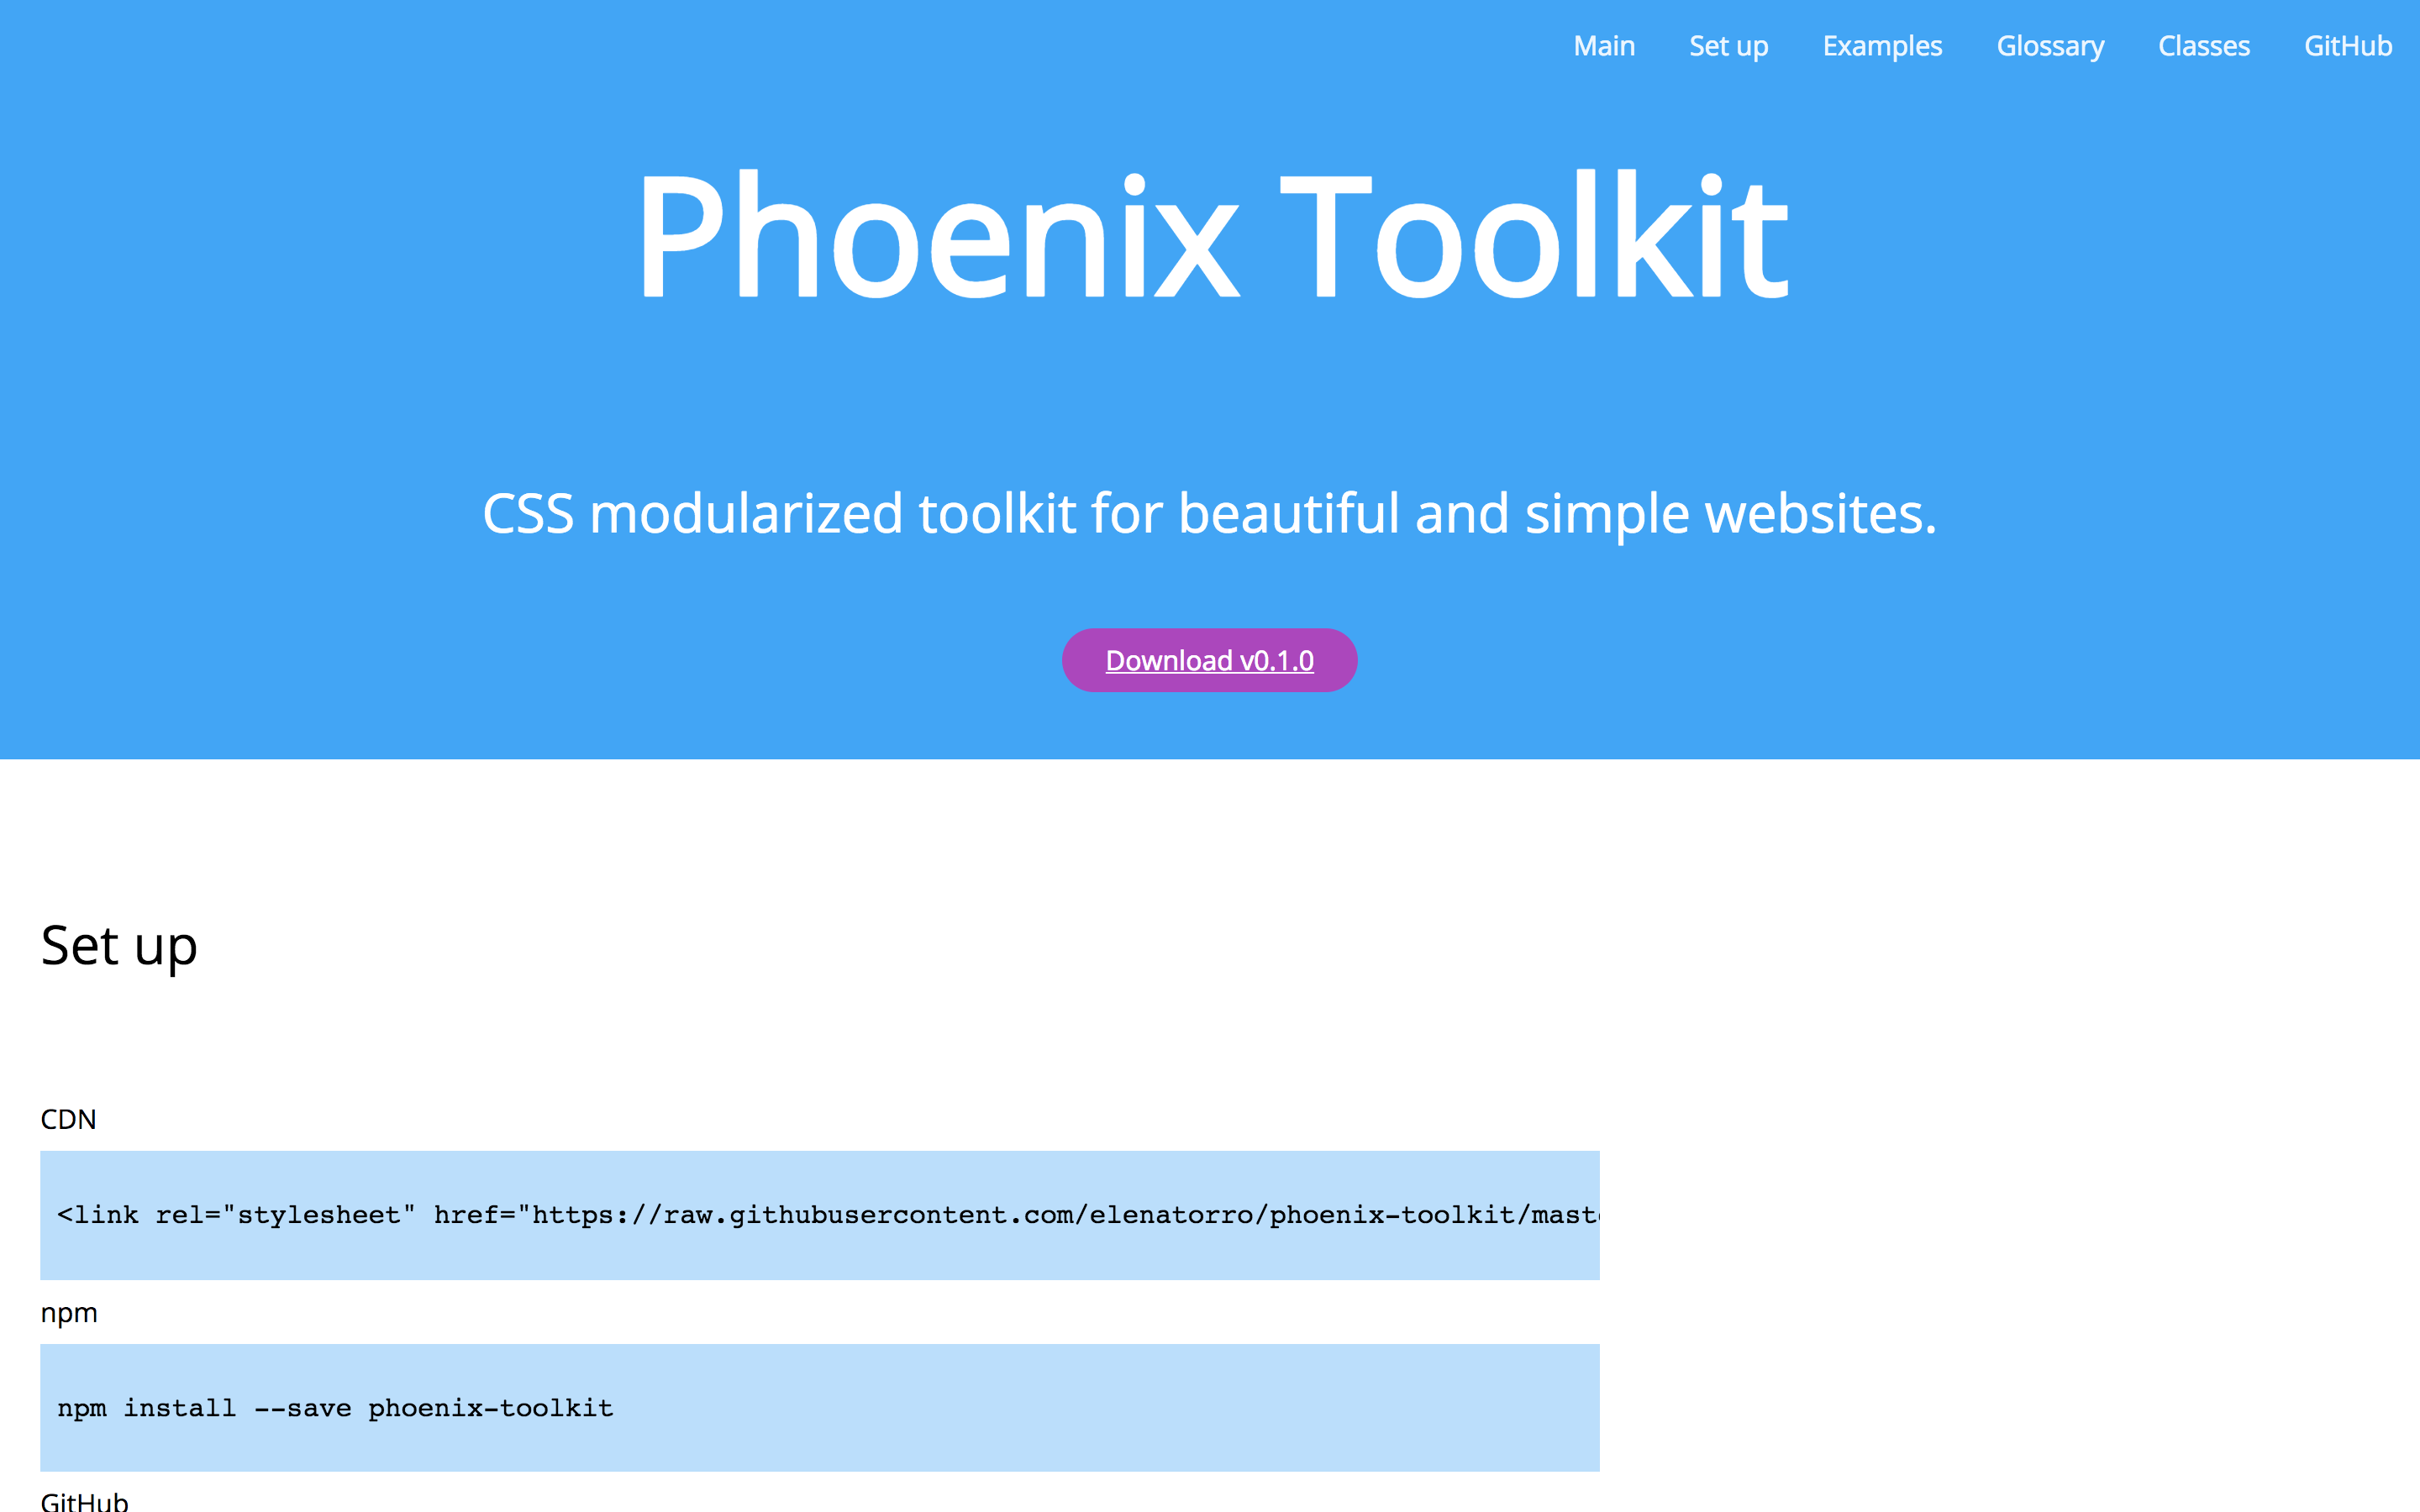 Main Set up Examples Glossary Classes GitHub
Phoenix Toolkit
CSS modularized toolkit for beautiful and simple websites.
Download v0.1.0
Set up
CDN
<link rel="stylesheet" href="https://raw.githubusercontent.com/elenatorro/phoenix-toolkit/mast
npm
npm install --save phoenix-toolkit
GitHub